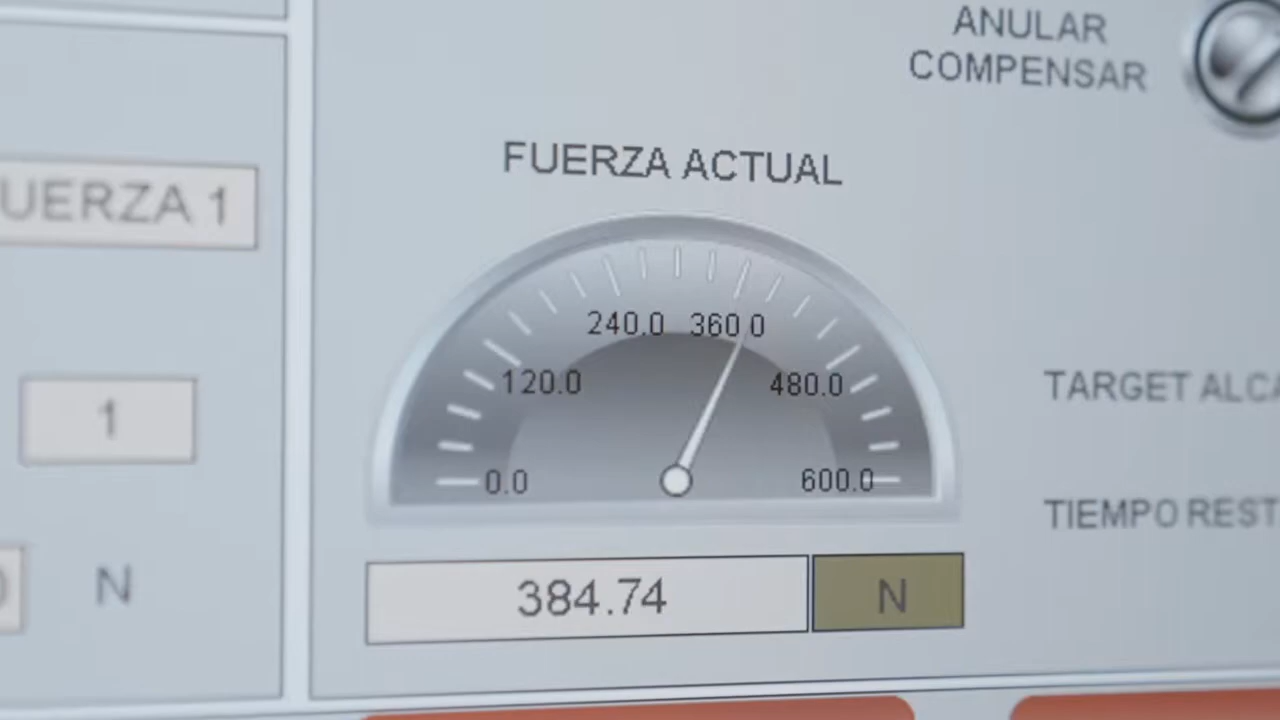 ANULAR
COMPENSAR
FUERZA ACTUAL
UERZA 1
240.0 360.0
120.0 480.0
1
0.0 600.0
TARGET ALCA
TIEMPO REST
N
384.74 N